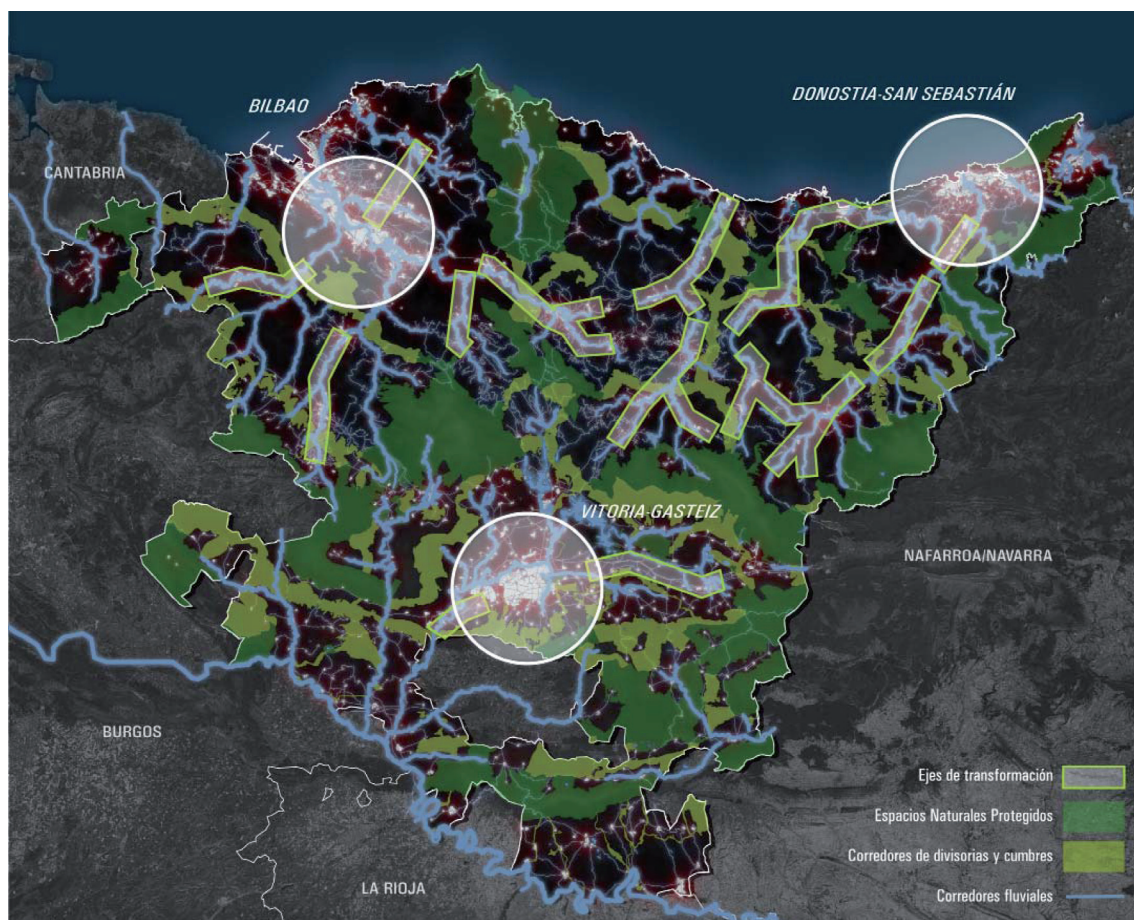 BILBAO
DONOSTIA-SAN SEBASTIÁN
CANTABRIA
VITORIA-GASTEIZ
NAFARROA/NAVARRA
BURGOS
LA RIOJA
Ejes de transformación
Espacios Naturales Protegidos
Corredores de divisorias y cumbres
Corredores fluviales